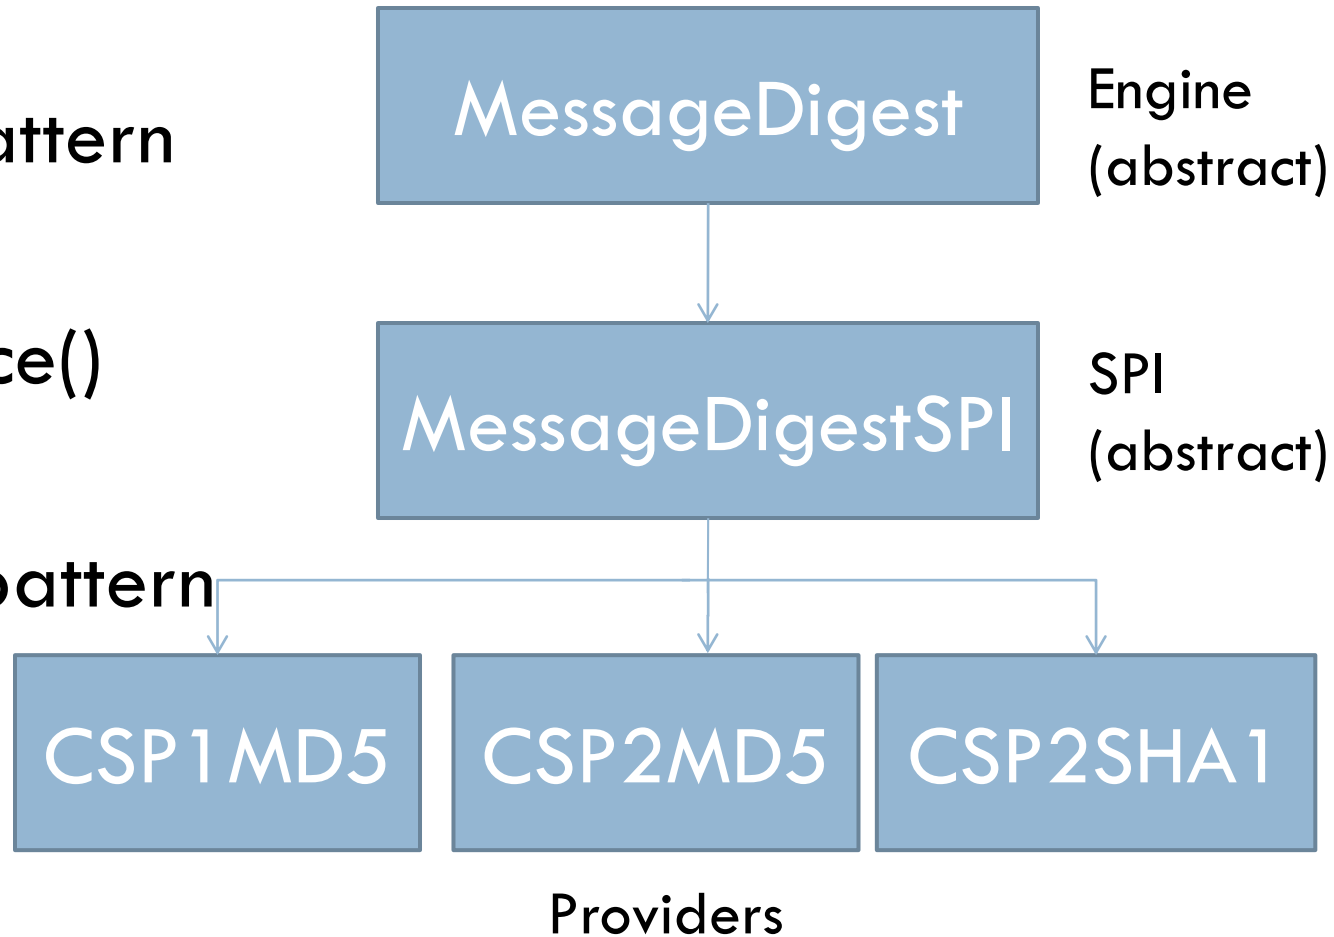 attern
ce()
pattern
MessageDigest
Engine
(abstract)
MessageDigestSPI
SPI
(abstract)
CSP1MD5
CSP2MD5
CSP2SHA1
Providers